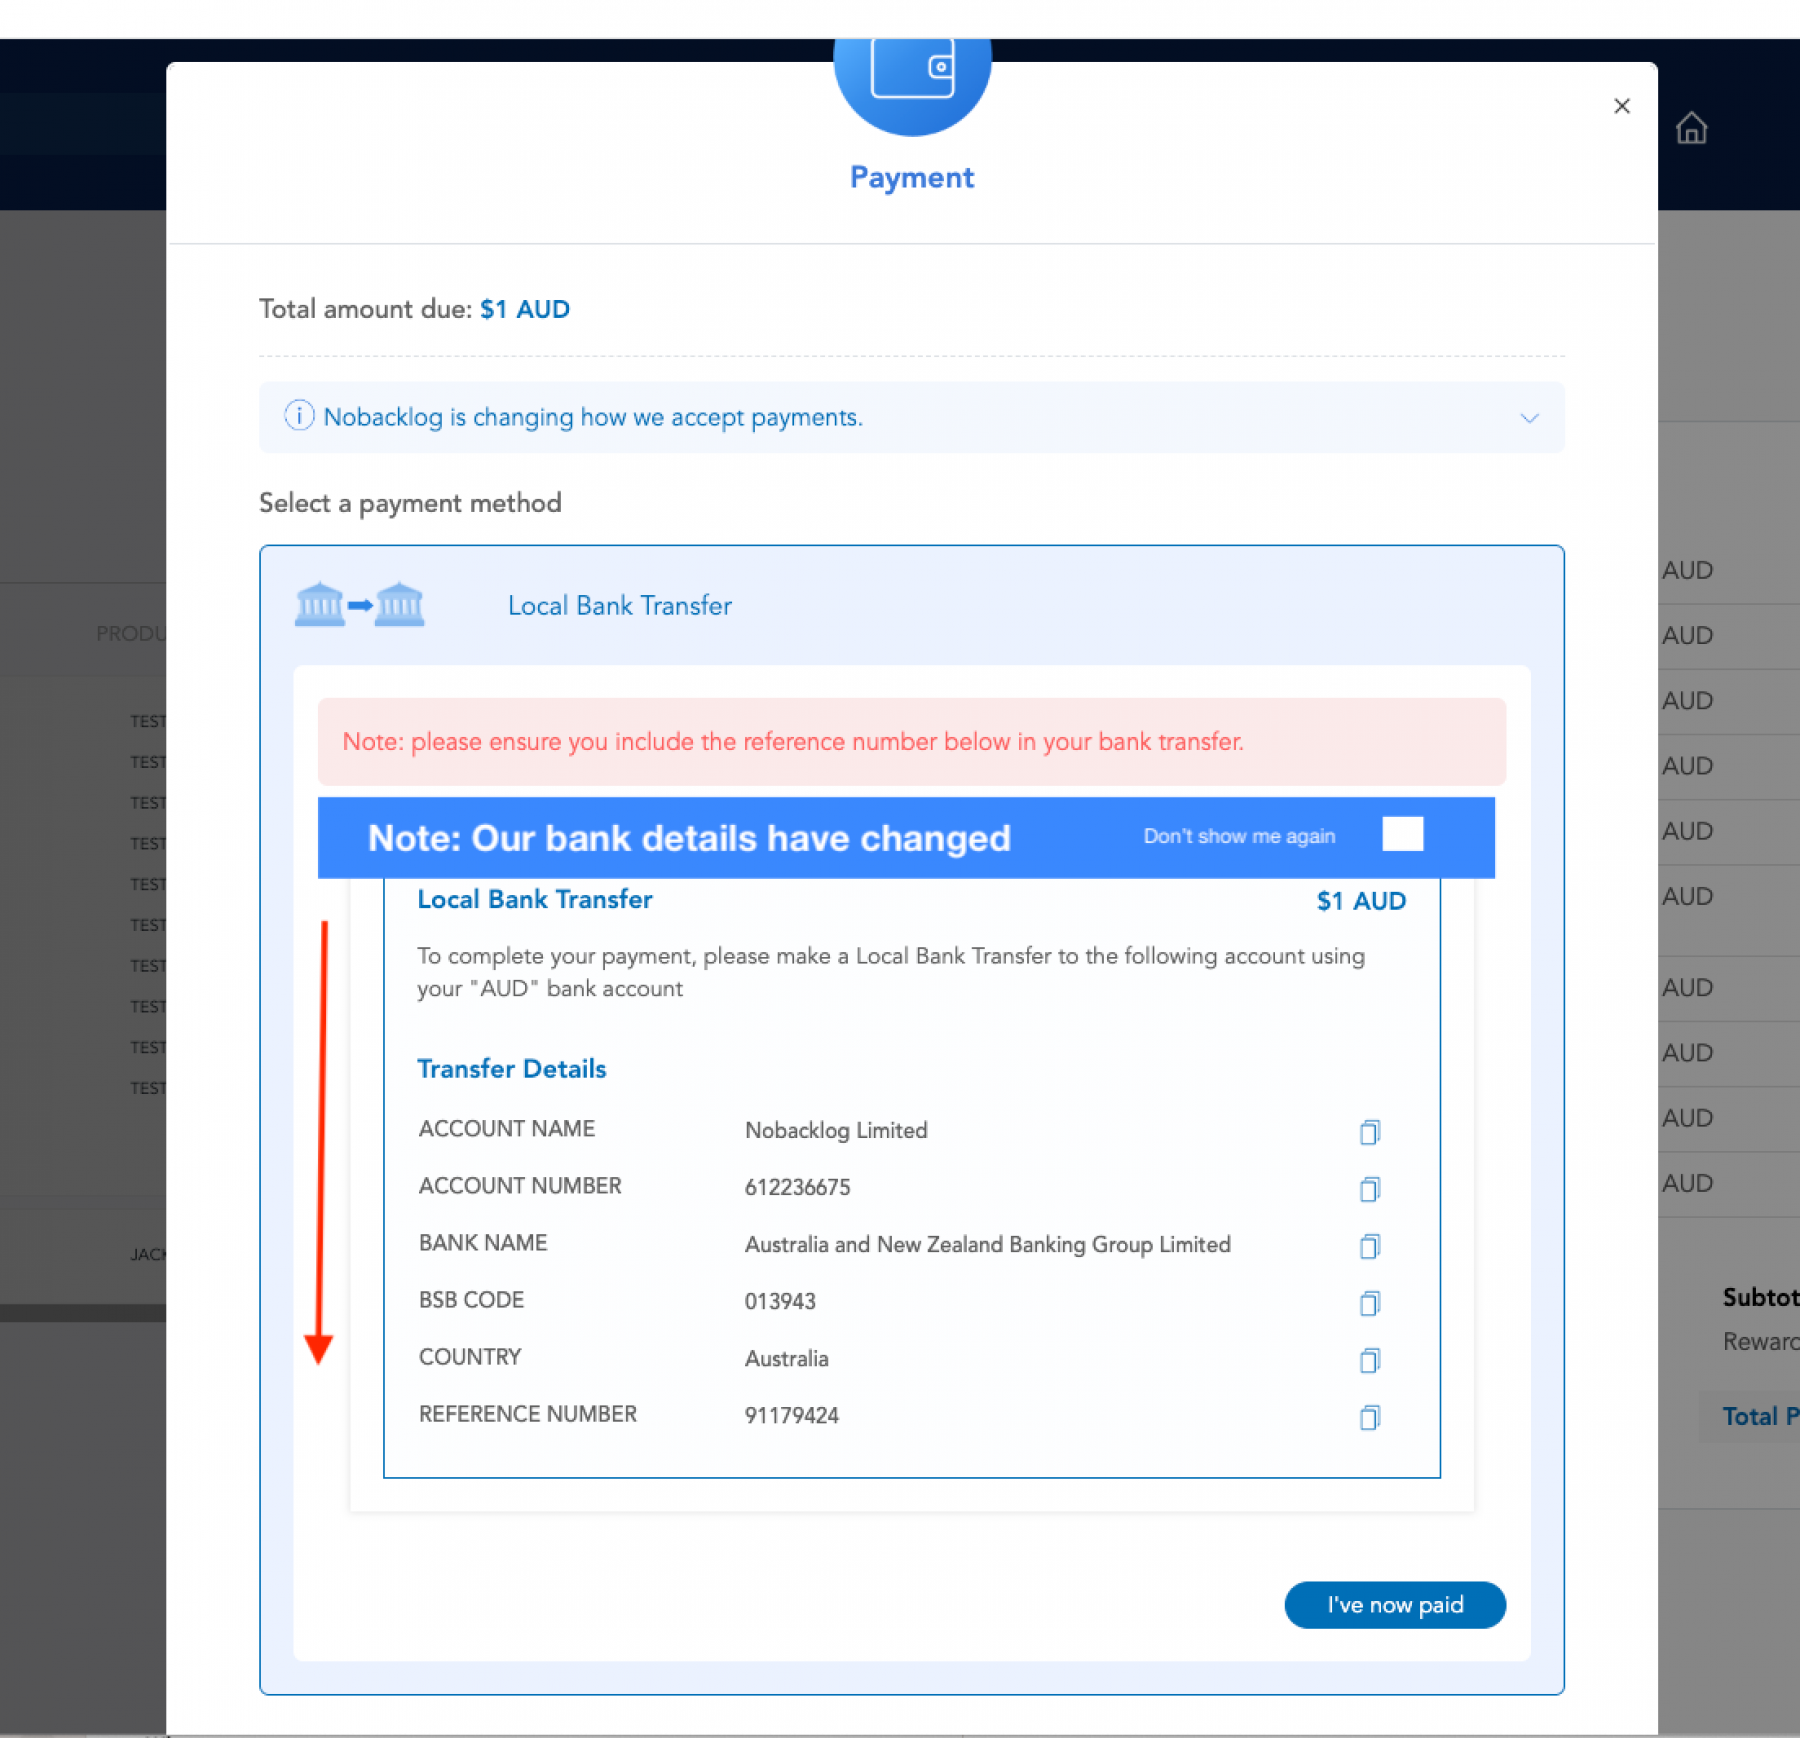 Payment
Total amount due: $1 AUD
Nobacklog is changing how we accept payments.
Select a payment method
Local Bank Transfer
Note: please ensure you include the reference number below in your bank transfer.
Note: Our bank details have changed
Don't show me again
Local Bank Transfer
$1 AUD
To complete your payment, please make a Local Bank Transfer to the following account using
your "AUD" bank account
Transfer Details
ACCOUNT NAME
Nobacklog Limited
ACCOUNT NUMBER
612236675
BANK NAME
Australia and New Zealand Banking Group Limited
BSB CODE
013943
COUNTRY
Australia
REFERENCE NUMBER
91179424
I've now paid
PRODU
TEST
TEST
TEST
TEST
TEST
TEST
TEST
TEST
TEST
TEST
JACK
AUD
AUD
AUD
AUD
AUD
AUD
AUD
AUD
AUD
AUD
Subtot
Reward
Total P